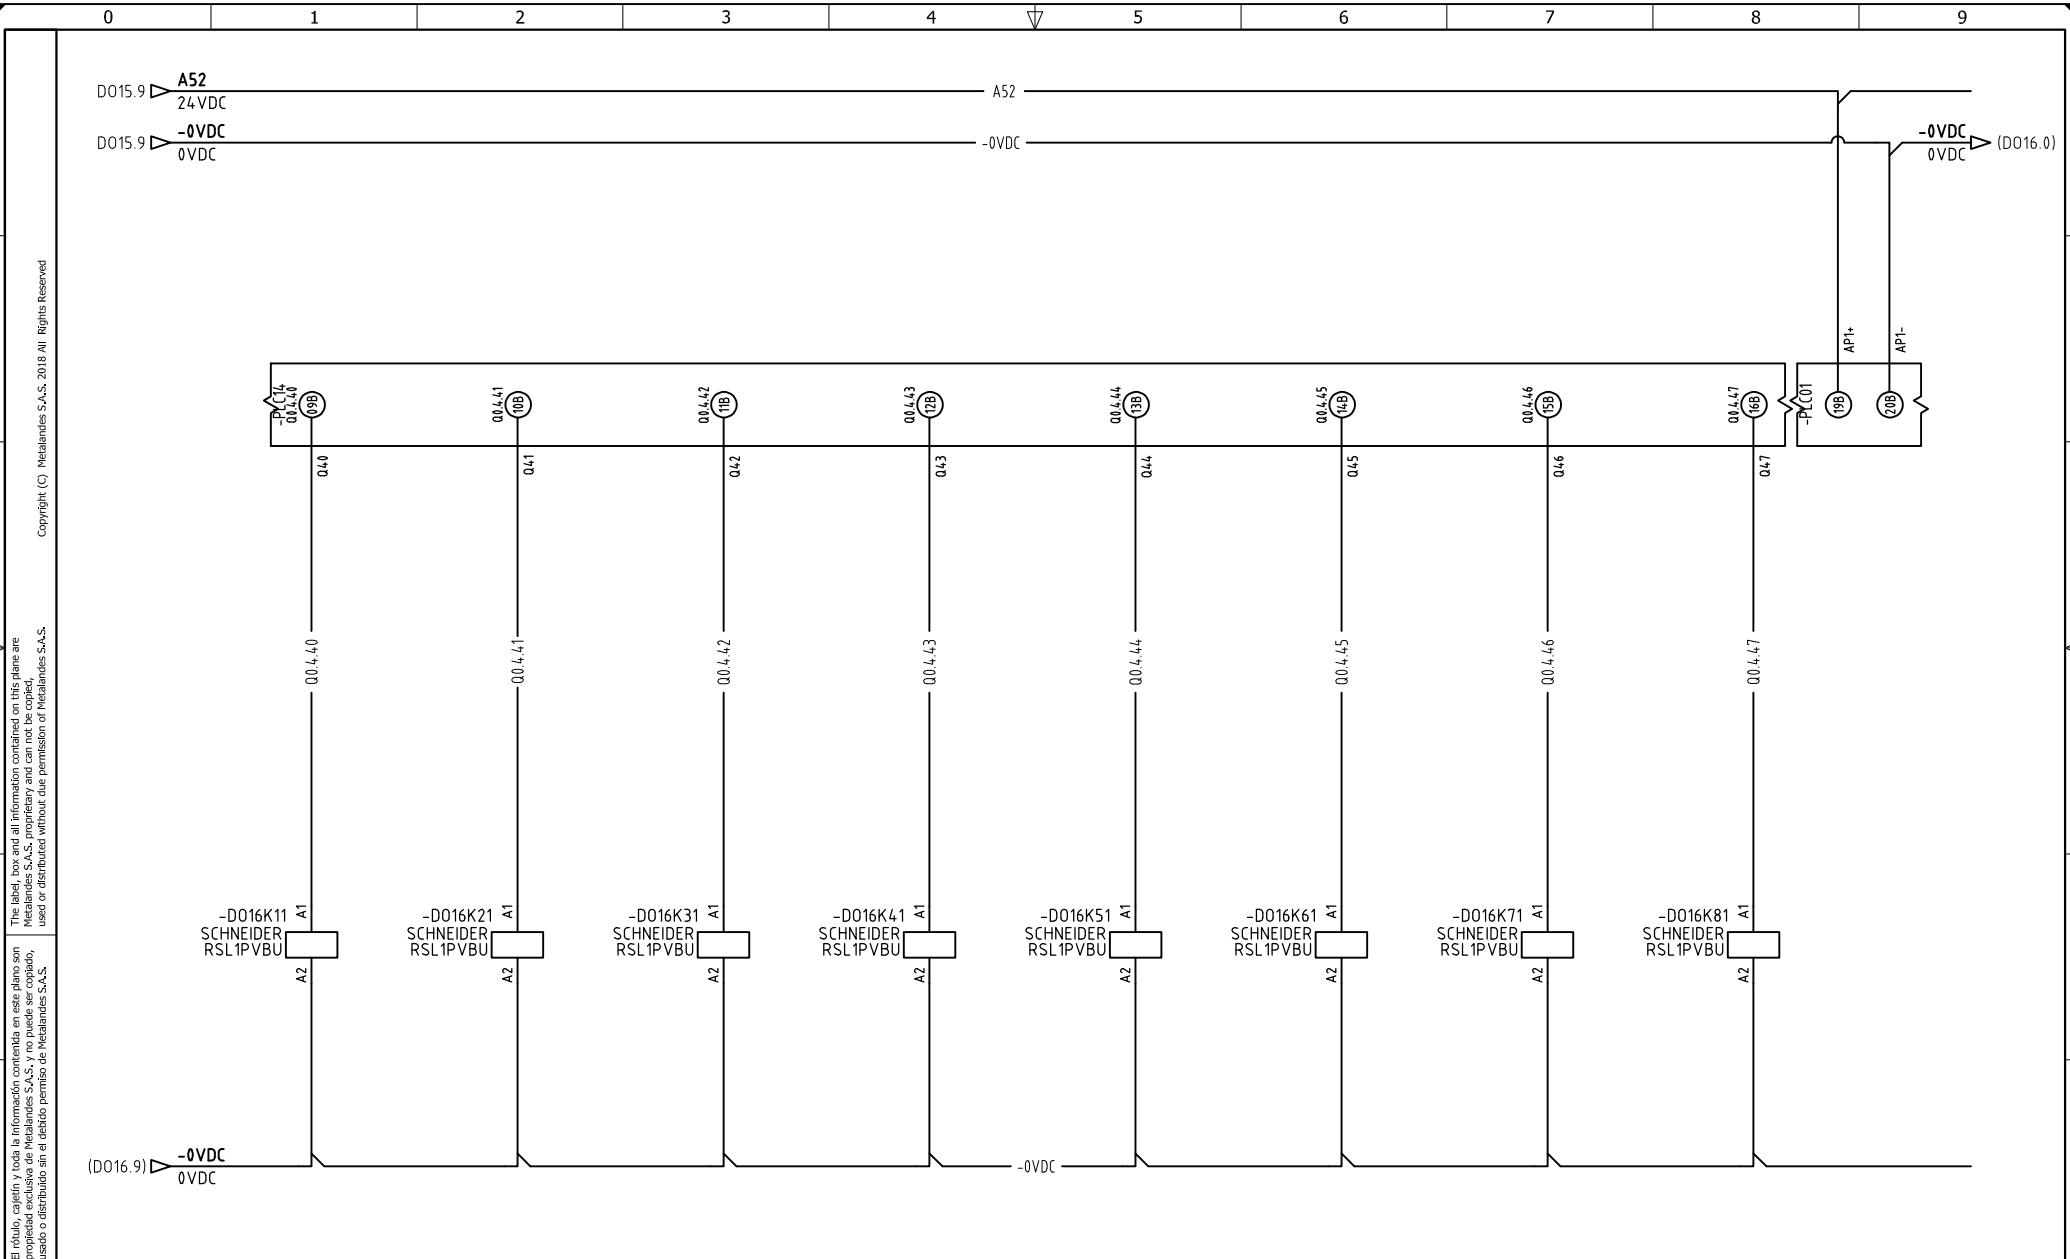 0 1 2 3 4 5 6 7 8 9
DO15.9 A52
24VDC
A52
DO15.9 -0VDC
0VDC
-0VDC
-0VDC
0VDC
(DO16.0)
AP1+ AP1-
-PLC14
Q0.4.40 Q0.4.41 Q0.4.42 Q0.4.43 Q0.4.44 Q0.4.45 Q0.4.46 Q0.4.47
09B 10B 11B 12B 13B 14B 15B 16B
-PLC01
19B 20B
Q40 Q41 Q42 Q43 Q44 Q45 Q46 Q47
Q0.4.40 Q0.4.41 Q0.4.42 Q0.4.43 Q0.4.44 Q0.4.45 Q0.4.46 Q0.4.47
-DO16K11 A1 -DO16K21 A1 -DO16K31 A1 -DO16K41 A1 -DO16K51 A1 -DO16K61 A1 -DO16K71 A1 -DO16K81 A1
SCHNEIDER SCHNEIDER SCHNEIDER SCHNEIDER SCHNEIDER SCHNEIDER SCHNEIDER SCHNEIDER
RSL1PVBU RSL1PVBU RSL1PVBU RSL1PVBU RSL1PVBU RSL1PVBU RSL1PVBU RSL1PVBU
A2 A2 A2 A2 A2 A2 A2 A2
(DO16.9) -0VDC
0VDC
-0VDC
Copyright (C) Metalandes S.A.S. 2018 All Rights Reserved
The label, box and all information contained on this plane are
Metalandes S.A.S. proprietary and can not be copied,
used or distributed without due permission of Metalandes S.A.S.
El rótulo, cajetín y toda la información contenida en este plano son
propiedad exclusiva de Metalandes S.A.S. y no puede ser copiado,
usado o distribuido sin el debido permiso de Metalandes S.A.S.